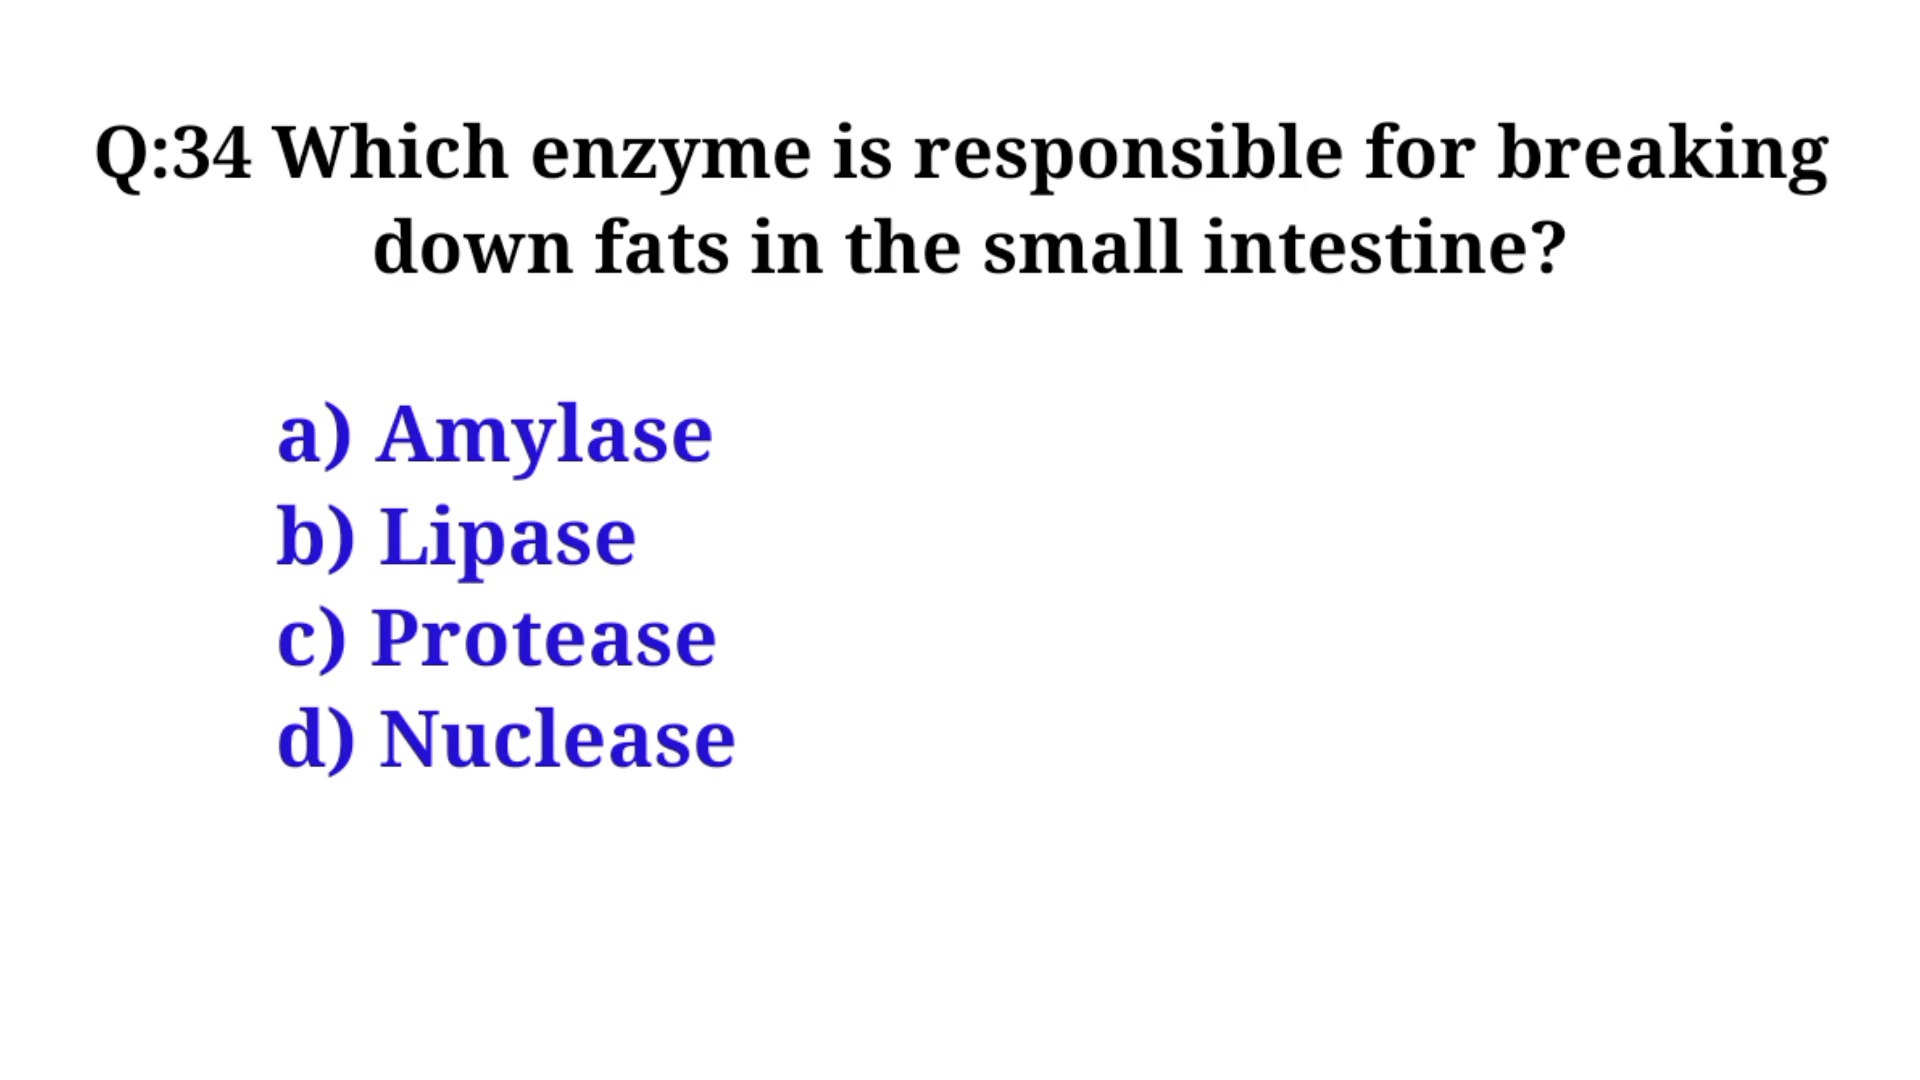 Q:34 Which enzyme is responsible for breaking
down fats in the small intestine?
a) Amylase
b) Lipase
c) Protease
d) Nuclease